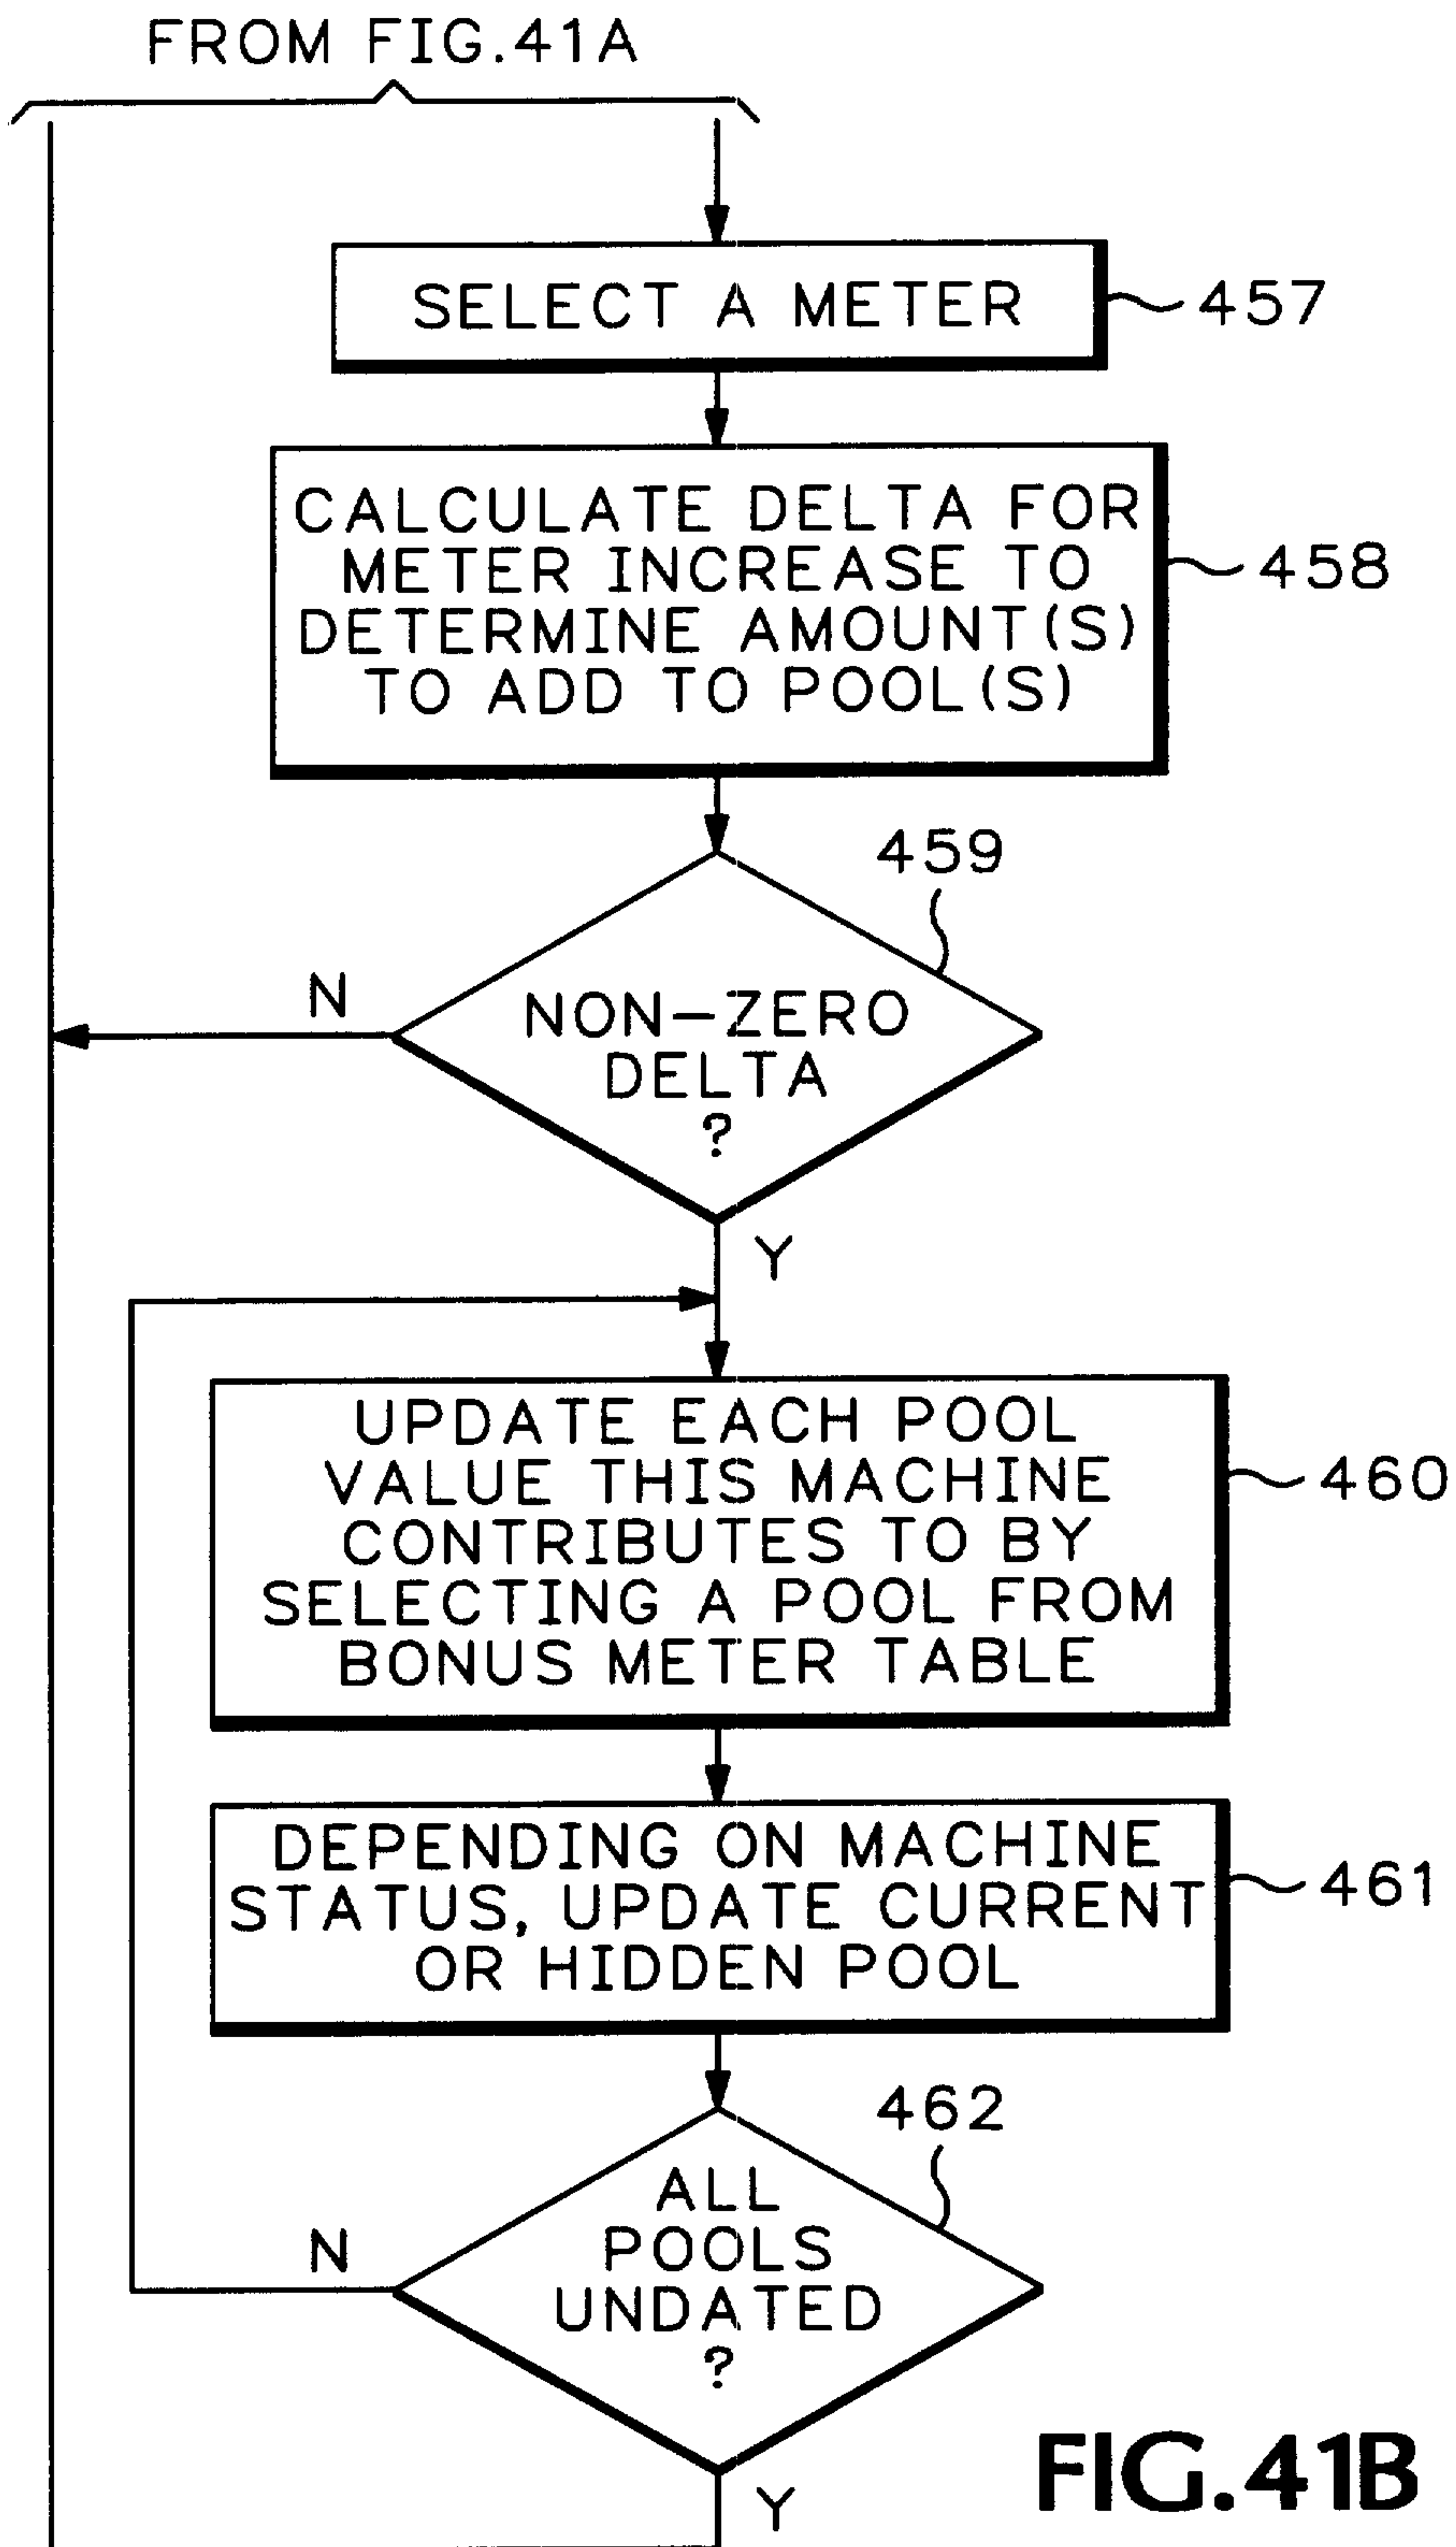 FROM FIG.41A
SELECT A METER
457
CALCULATE DELTA FOR
METER INCREASE TO
DETERMINE AMOUNT(S)
TO ADD TO POOL(S)
458
459
N
NON-ZERO
DELTA
?
Y
UPDATE EACH POOL
VALUE THIS MACHINE
CONTRIBUTES TO BY
SELECTING A POOL FROM
BONUS METER TABLE
460
DEPENDING ON MACHINE
STATUS, UPDATE CURRENT
OR HIDDEN POOL
461
462
N
ALL
POOLS
UNDATED
?
Y
FIG.41B